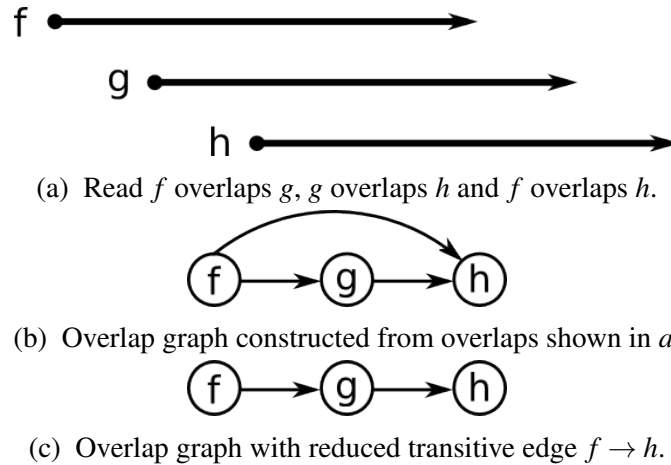 f
g
h
(a) Read f overlaps g, g overlaps h and f overlaps h.
f g h
(b) Overlap graph constructed from overlaps shown in a
f g h
(c) Overlap graph with reduced transitive edge f → h.